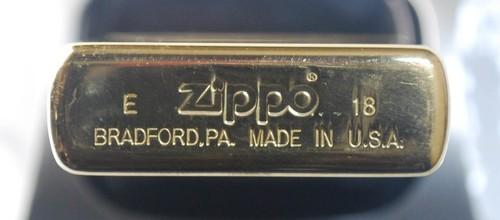 E Zippo® 18
BRADFORD,PA. MADE IN U.S.A.